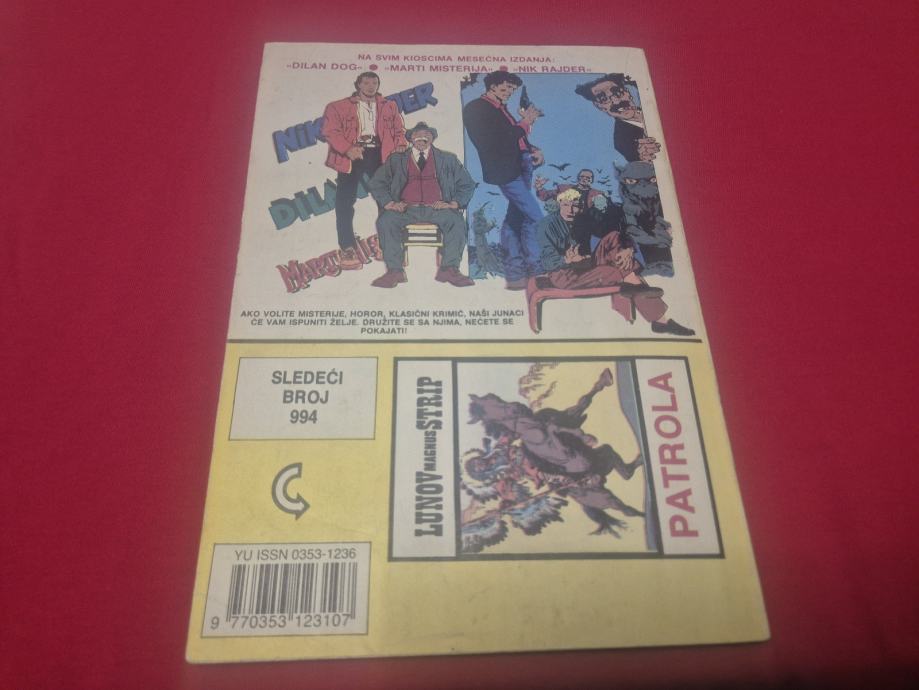 NA SVIM KIOSCIMA MESEČNA IZDANJA:
»DILAN DOG« ● »MARTI MISTERIJA« ● »NIK RAJDER«
AKO VOLITE MISTERIJE, HOROR, KLASIČNI KRIMIĆ, NAŠI JUNACI
ĆE VAM ISPUNITI ŽELJE. DRUŽITE SE SA NJIMA, NEĆETE SE
POKAJATI!
SLEDEĆI
BROJ
994
LUNOV MAGNUS STRIP
PATROLA
YU ISSN 0353-1236
9 770353 123107